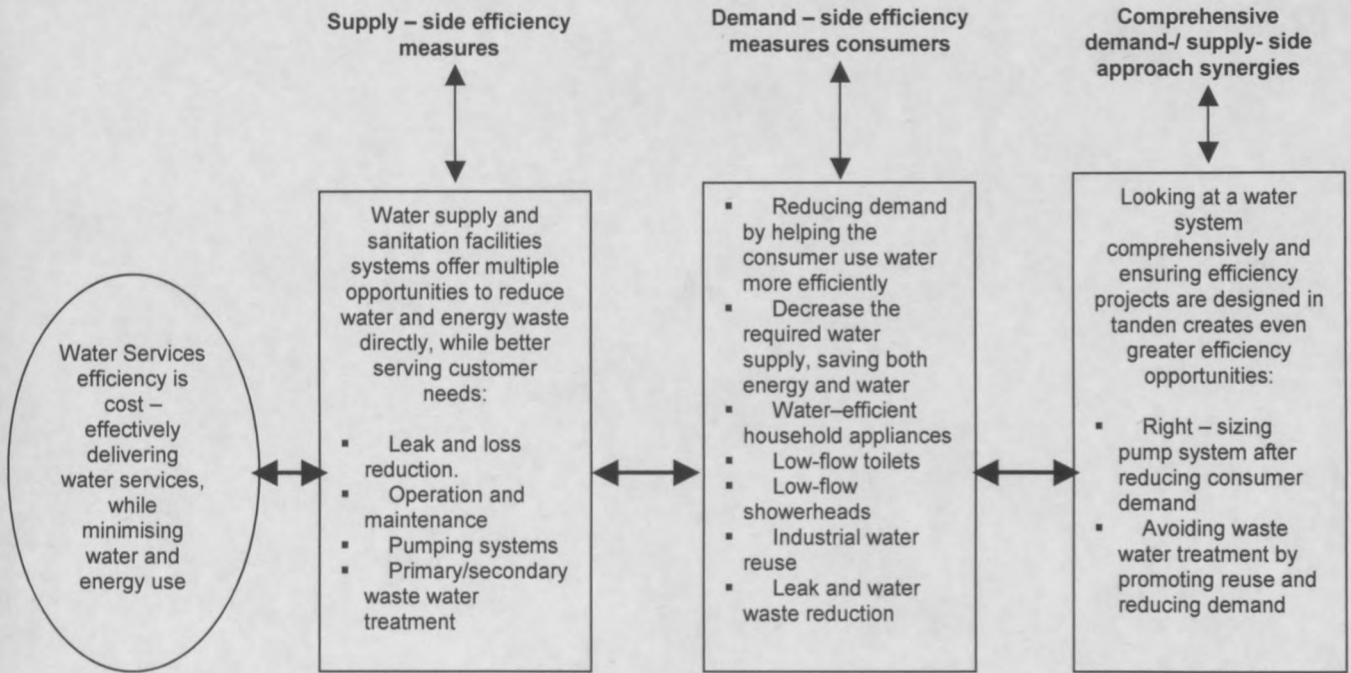 Supply – side efficiency
measures
Demand – side efficiency
measures consumers
Comprehensive
demand-/ supply- side
approach synergies
Water Services
efficiency is
cost –
effectively
delivering
water services,
while
minimising
water and
energy use
Water supply and
sanitation facilities
systems offer multiple
opportunities to reduce
water and energy waste
directly, while better
serving customer
needs:
▪ Leak and loss
reduction.
▪ Operation and
maintenance
▪ Pumping systems
▪ Primary/secondary
waste water
treatment
▪ Reducing demand
by helping the
consumer use water
more efficiently
▪ Decrease the
required water
supply, saving both
energy and water
▪ Water–efficient
household appliances
▪ Low-flow toilets
▪ Low-flow
showerheads
▪ Industrial water
reuse
▪ Leak and water
waste reduction
Looking at a water
system
comprehensively and
ensuring efficiency
projects are designed in
tanden creates even
greater efficiency
opportunities:
▪ Right – sizing
pump system after
reducing consumer
demand
▪ Avoiding waste
water treatment by
promoting reuse and
reducing demand